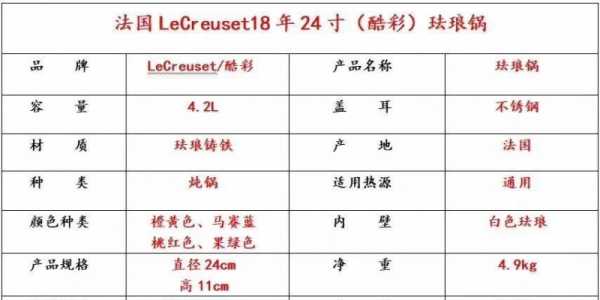 法国LeCreuset18年24寸（酷彩）珐琅锅
品牌 LeCreuset/酷彩 产品名称 珐琅锅
容量 4.2L 盖耳 不锈钢
材质 珐琅铸铁 产地 法国
种类 炖锅 适用热源 通用
颜色种类 橙黄色、马赛蓝 内壁 白色珐琅
桃红色、果绿色
产品规格 直径24cm 净重 4.9kg
高11cm